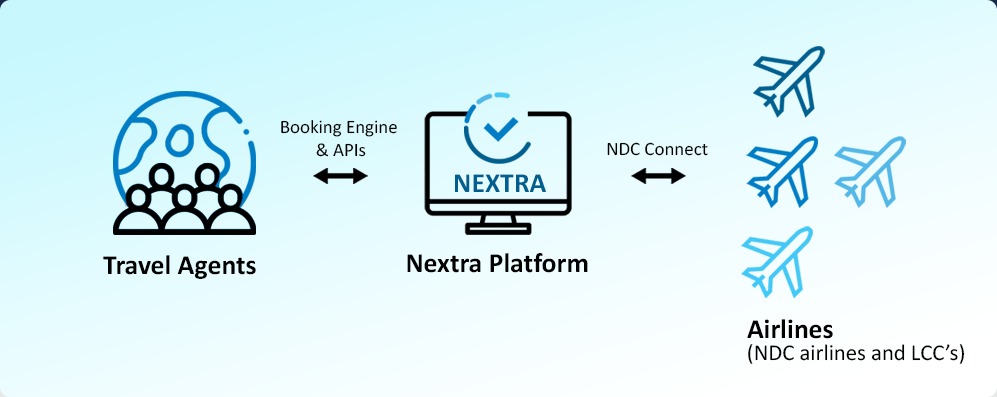 Booking Engine
& APIs
NDC Connect
NEXTRA
Travel Agents
Nextra Platform
Airlines
(NDC airlines and LCC's)